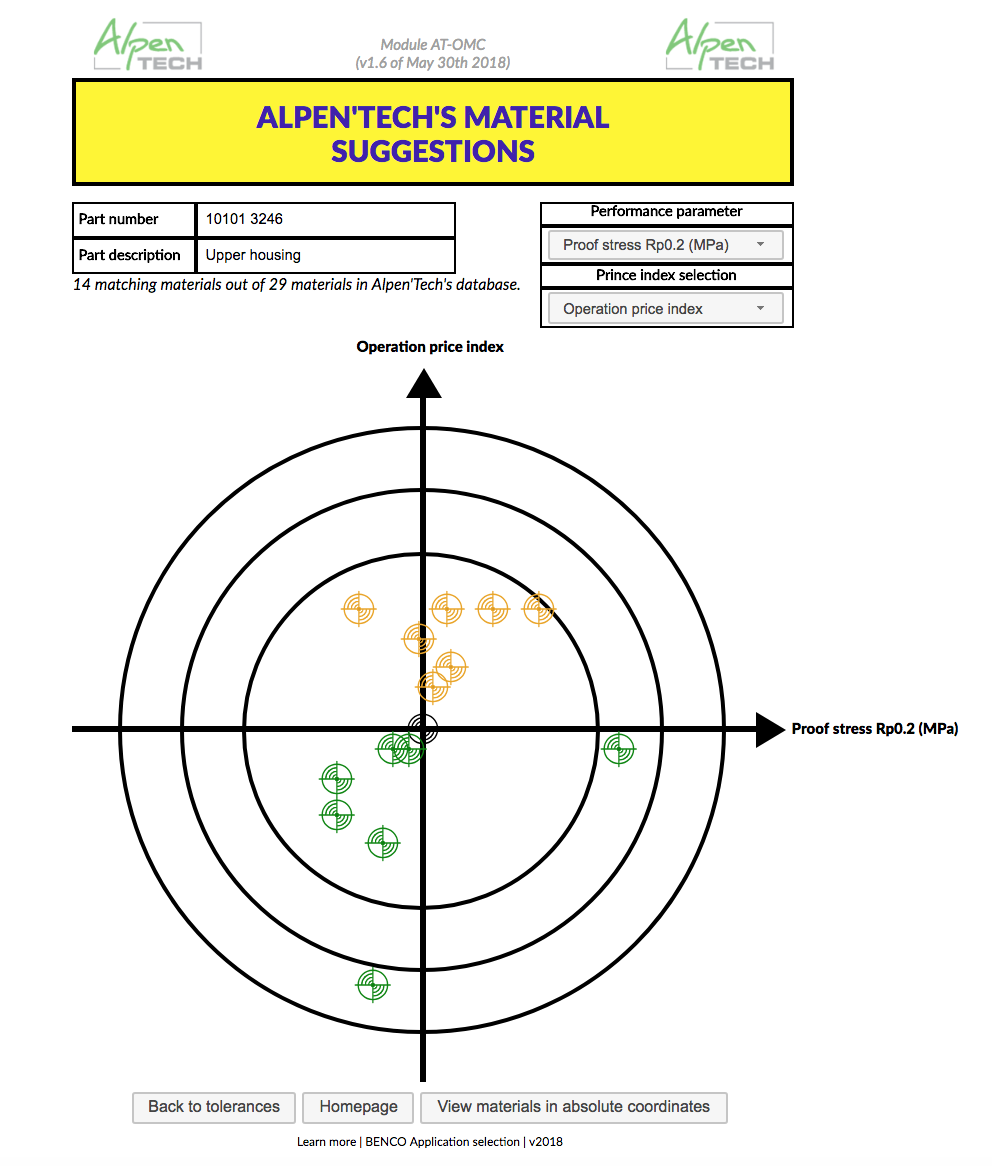 Alpen
TECH
Module AT-OMC
(v1.6 of May 30th 2018)
Alpen
TECH
ALPEN'TECH'S MATERIAL
SUGGESTIONS
Part number
10101 3246
Part description
Upper housing
14 matching materials out of 29 materials in Alpen'Tech's database.
Performance parameter
Proof stress Rp0.2 (MPa)
Prince index selection
Operation price index
Operation price index
Proof stress Rp0.2 (MPa)
Back to tolerances
Homepage
View materials in absolute coordinates
Learn more | BENCO Application selection | v2018